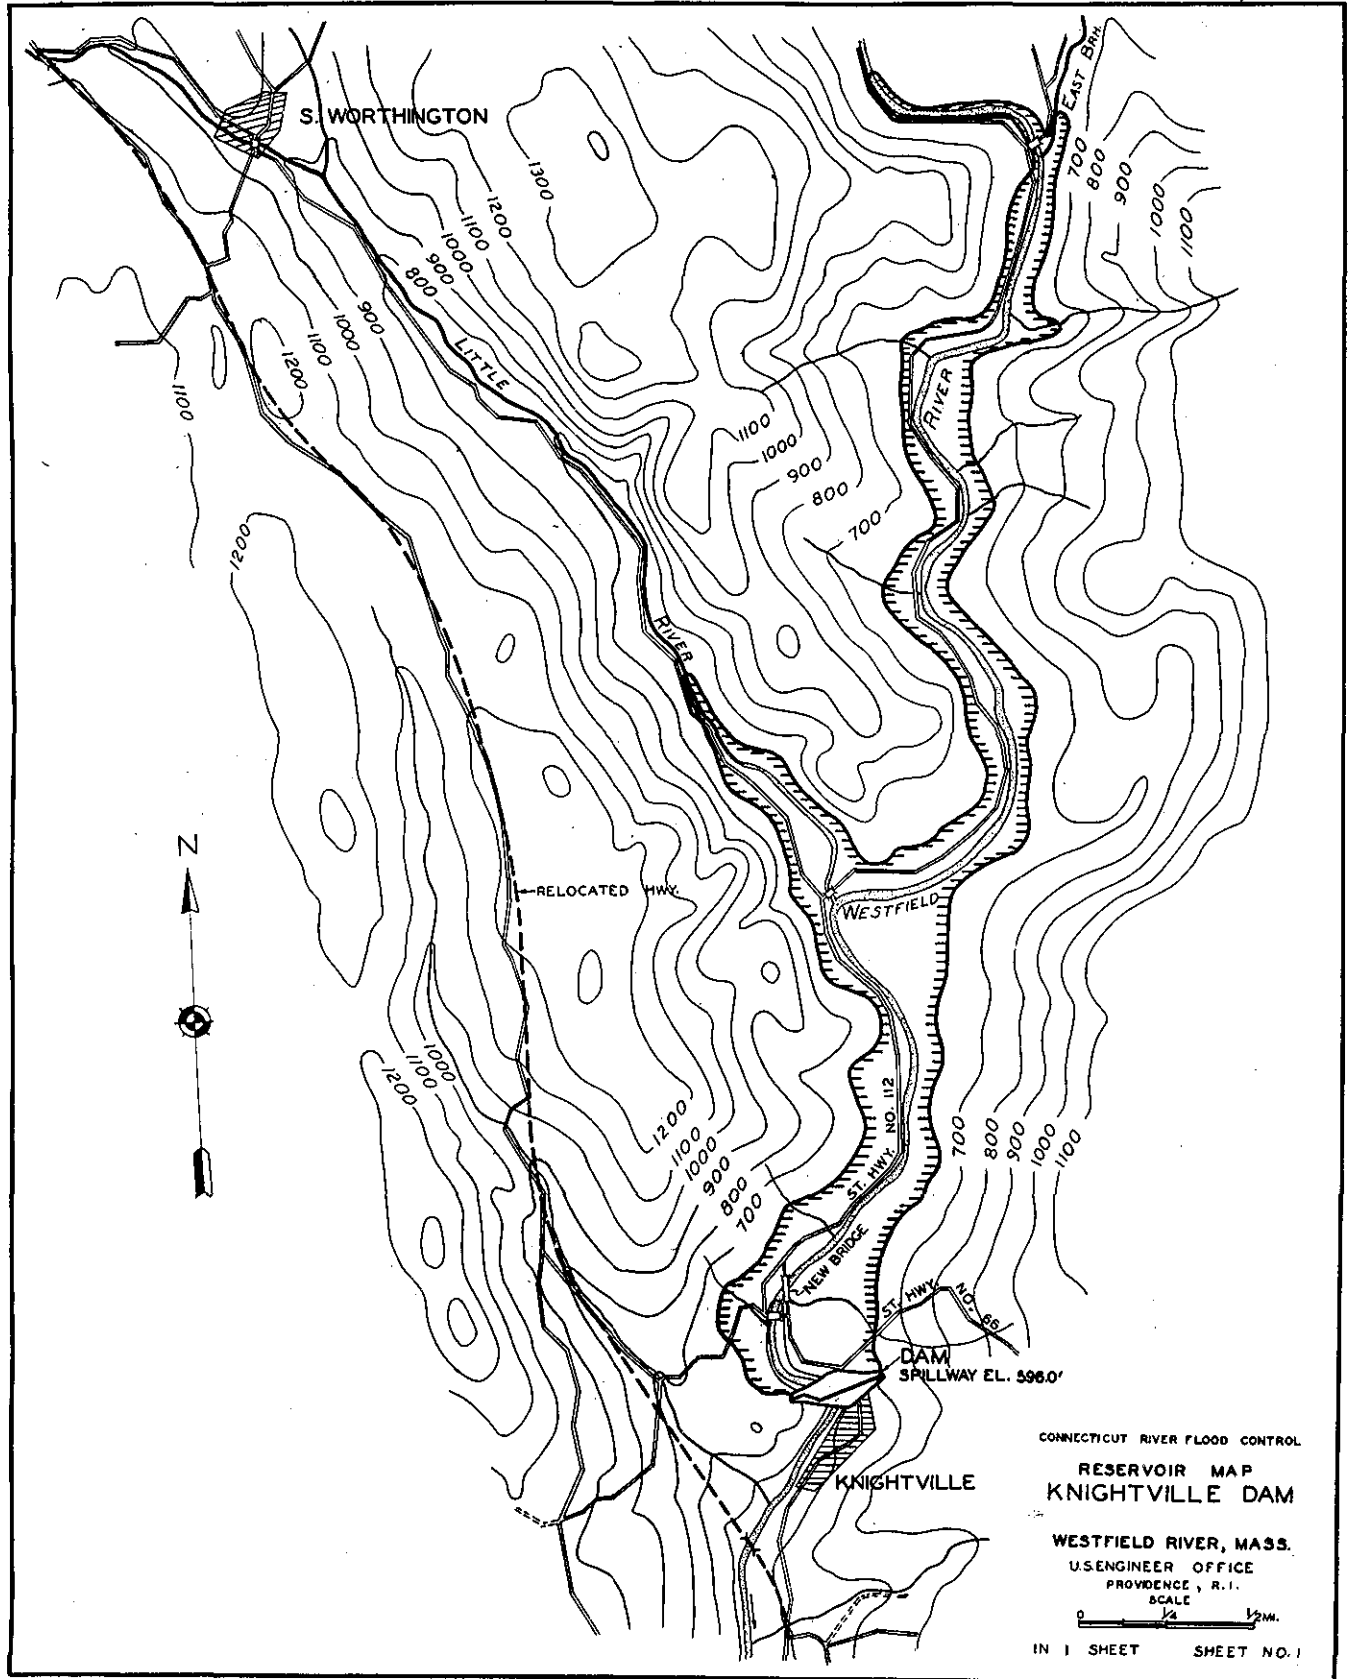 EAST BRH.
S. WORTHINGTON
700
800
900
1000
1100
1300
1200
1100
1000
900
800
900
1000
1100
1200
LITTLE
1100
RIVER
1100
1000
900
800
700
1200
RIVER
N
RELOCATED HWY.
WESTFIELD
1000
1100
1200
ST. HWY. NO. 112
1200
1100
1000
900
800
700
700
800
900
1000
1100
NEW BRIDGE
ST. HWY. NO. 66
DAM
SPILLWAY EL. 596.0'
KNIGHTVILLE
CONNECTICUT RIVER FLOOD CONTROL
RESERVOIR MAP
KNIGHTVILLE DAM
WESTFIELD RIVER, MASS.
U.S. ENGINEER OFFICE
PROVIDENCE, R.I.
SCALE
0 1/4 1/2 MI.
IN 1 SHEET SHEET NO. 1